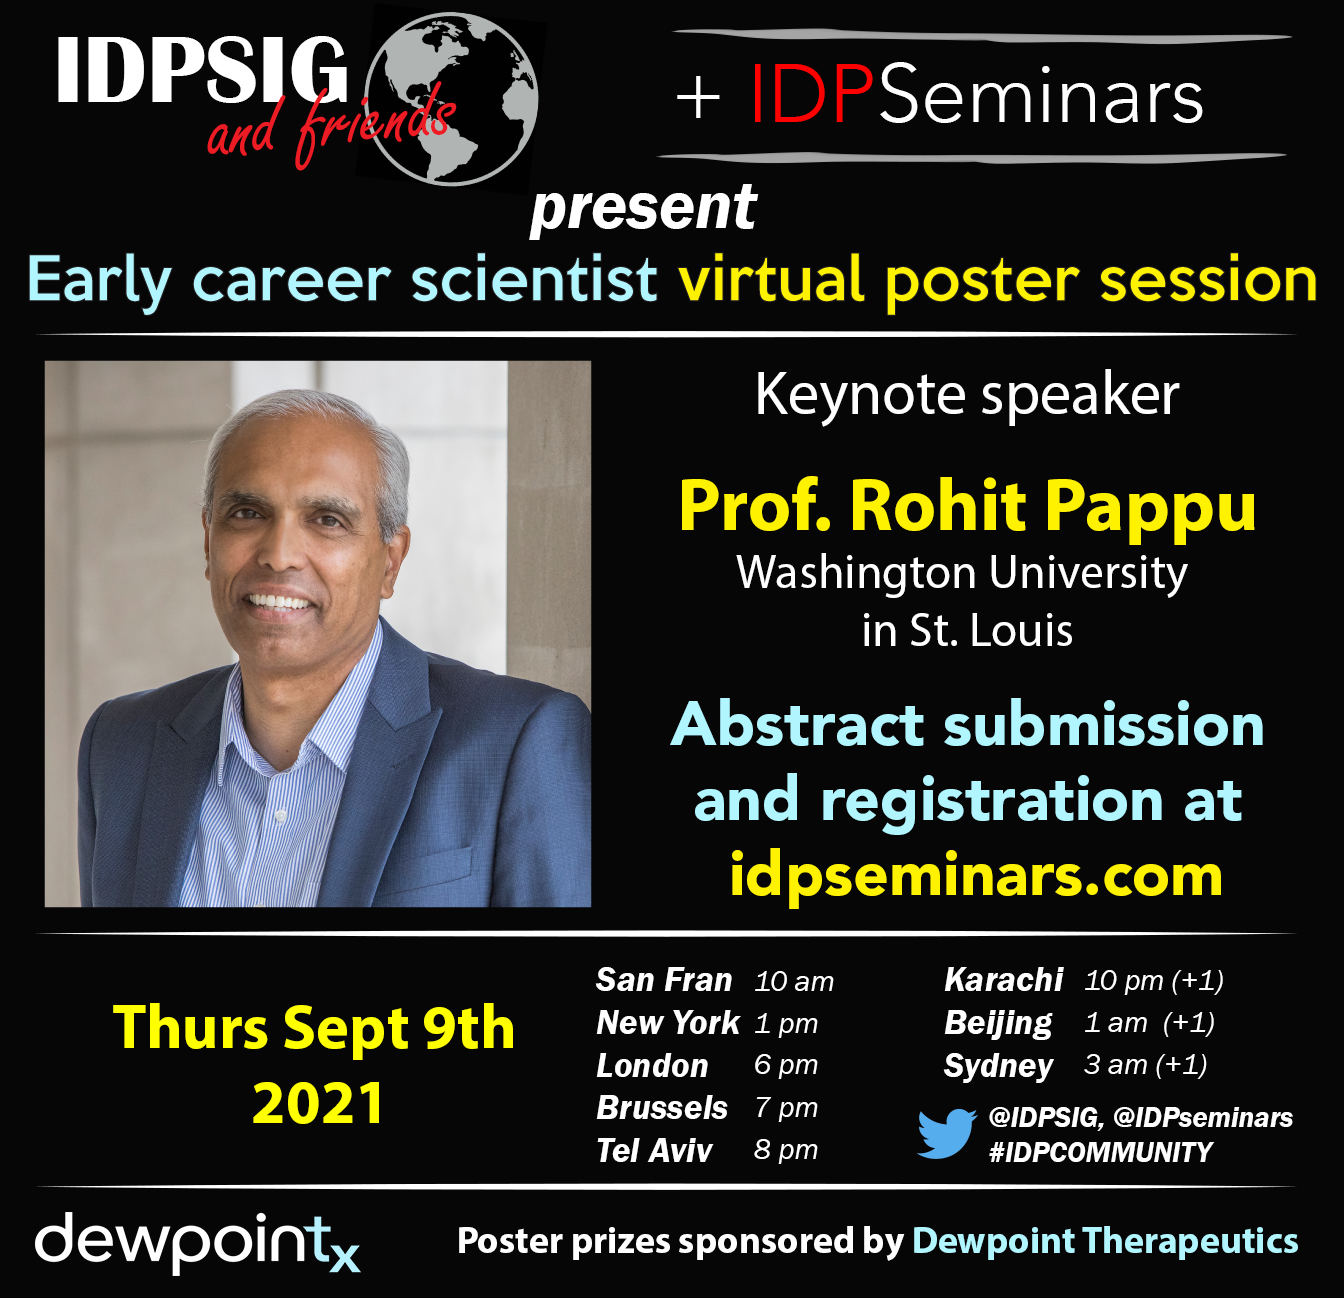 IDPSIG
and friends
+ IDPSeminars
present
Early career scientist virtual poster session
Keynote speaker
Prof. Rohit Pappu
Washington University
in St. Louis
Abstract submission
and registration at
idpseminars.com
Thurs Sept 9th
2021
San Fran 10 am
New York 1 pm
London 6 pm
Brussels 7 pm
Tel Aviv 8 pm
Karachi 10 pm (+1)
Beijing 1 am (+1)
Sydney 3 am (+1)
@IDPSIG, @IDPseminars
#IDPCOMMUNITY
dewpointx
Poster prizes sponsored by Dewpoint Therapeutics